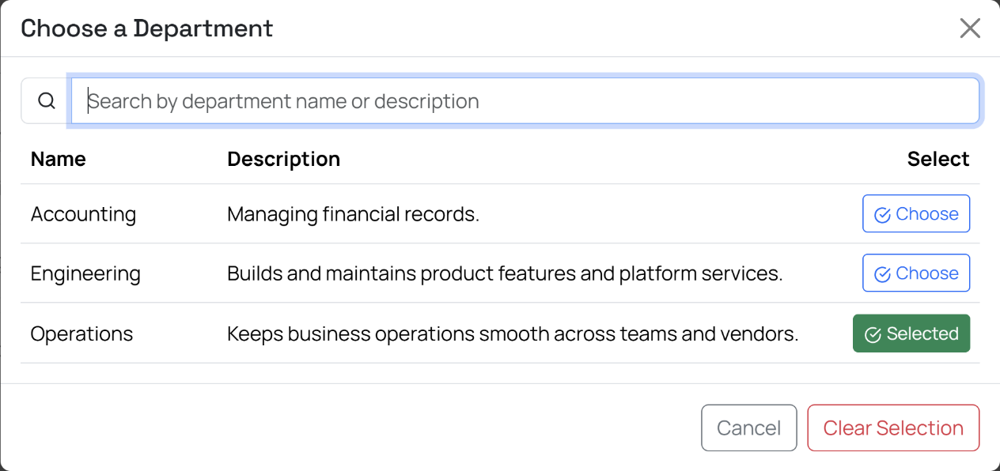 Choose a Department
Search by department name or description
Name Description Select
Accounting Managing financial records. Choose
Engineering Builds and maintains product features and platform services. Choose
Operations Keeps business operations smooth across teams and vendors. Selected
Cancel Clear Selection